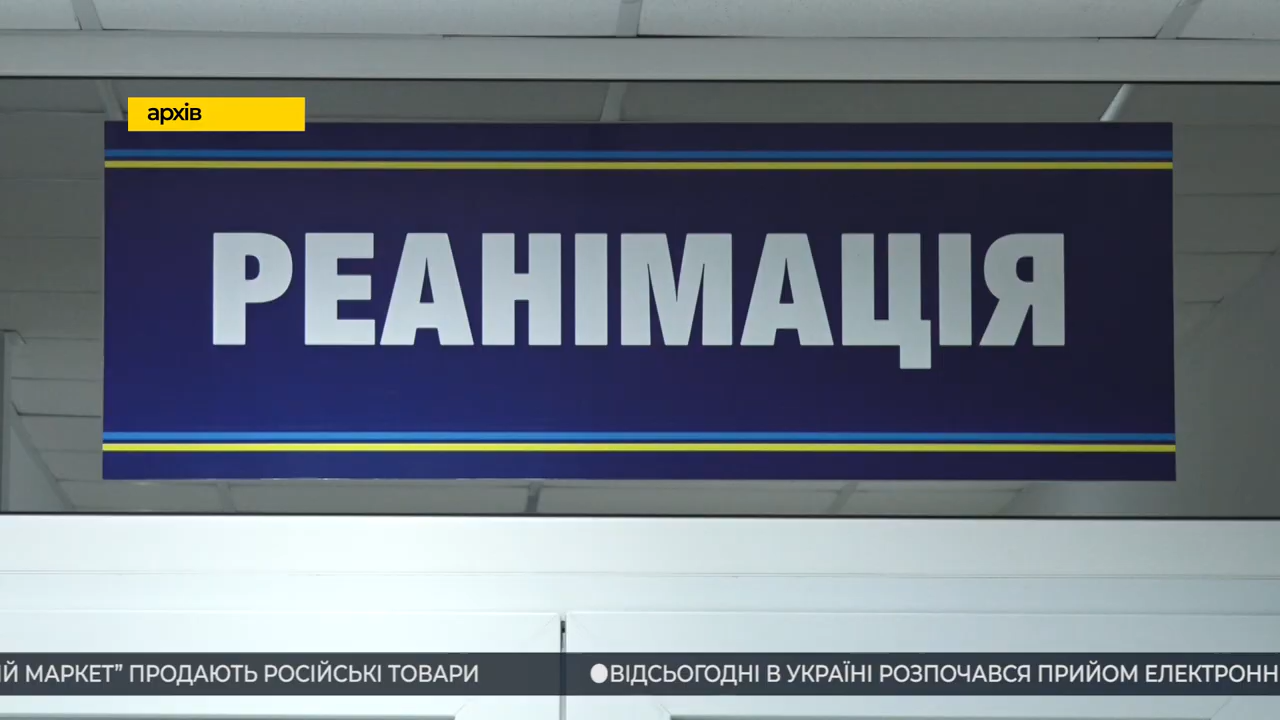 архів
РЕАНІМАЦІЯ
Й МАРКЕТ” ПРОДАЮТЬ РОСІЙСЬКІ ТОВАРИ
ВІДСЬОГОДНІ В УКРАЇНІ РОЗПОЧАВСЯ ПРИЙОМ ЕЛЕКТРОНН